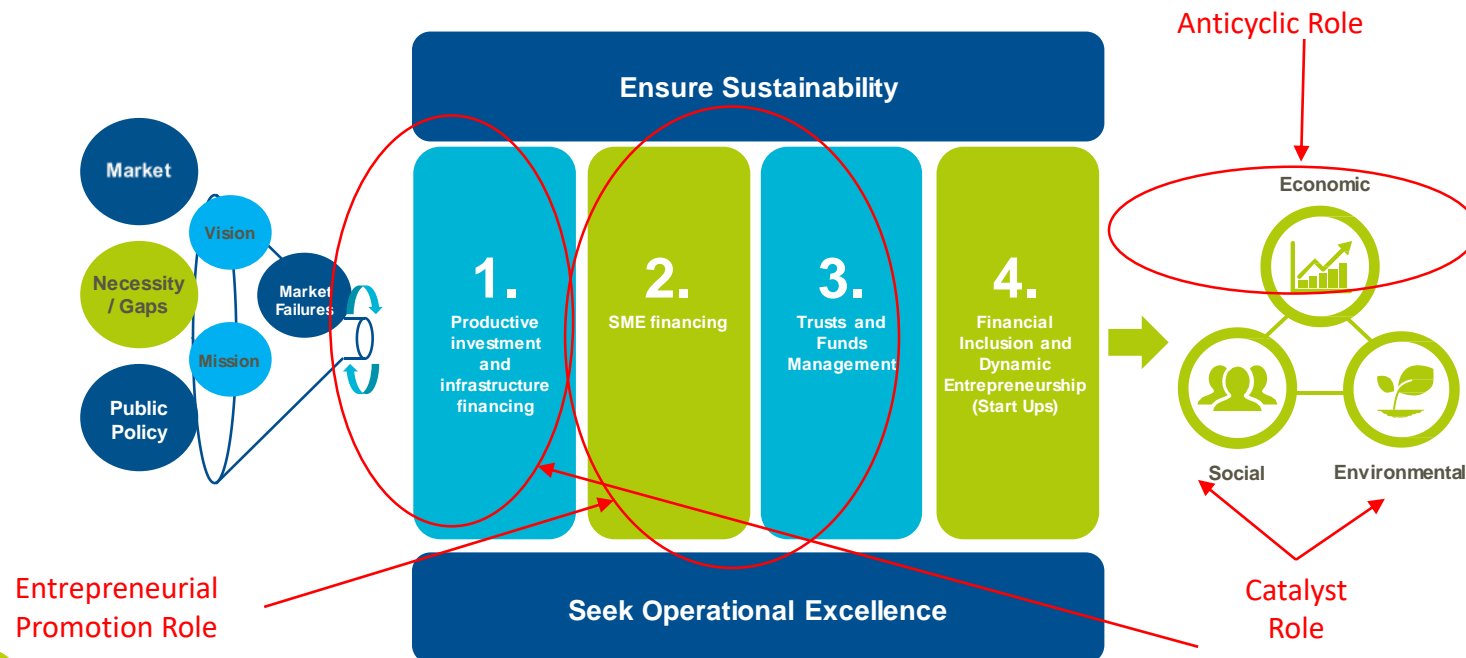 Anticyclic Role
Ensure Sustainability
Market
Vision
Necessity
/ Gaps
Market
Failures
Mission
Public
Policy
1.
Productive
investment
and
infrastructure
financing
2.
SME financing
3.
Trusts and
Funds
Management
4.
Financial
Inclusion and
Dynamic
Entrepreneurship
(Start Ups)
Economic
Social
Environmental
Entrepreneurial
Promotion Role
Seek Operational Excellence
Catalyst
Role